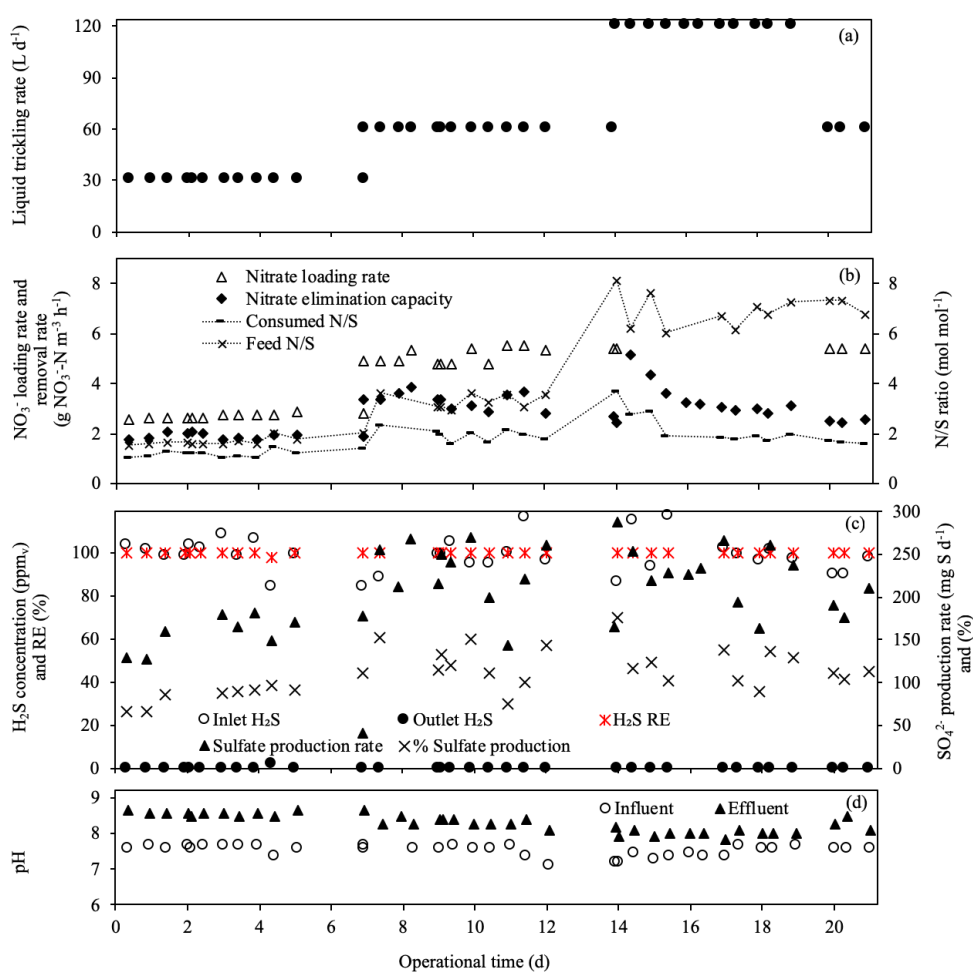 120
90
60
30
0
Liquid trickling rate (L d⁻¹)
(a)
8
6
4
2
0
NO₃⁻ loading rate and
removal rate
(g NO₃⁻-N m⁻³ h⁻¹)
(b)
Nitrate loading rate
Nitrate elimination capacity
Consumed N/S
Feed N/S
8
6
4
2
0
N/S ratio (mol mol⁻¹)
100
80
60
40
20
0
H₂S concentration (ppmᵥ)
and RE (%)
(c)
Inlet H₂S
Outlet H₂S
H₂S RE
Sulfate production rate
% Sulfate production
300
250
200
150
100
50
0
SO₄²⁻ production rate (mg S d⁻¹)
and (%)
9
8
7
6
pH
(d)
Influent
Effluent
0 2 4 6 8 10 12 14 16 18 20
Operational time (d)